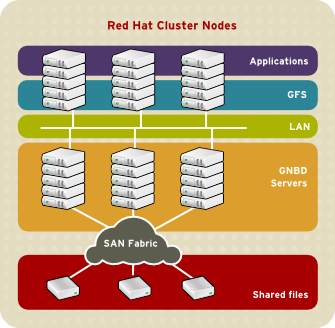 Red Hat Cluster Nodes
Applications
GFS
LAN
GNBD
Servers
SAN Fabric
Shared files